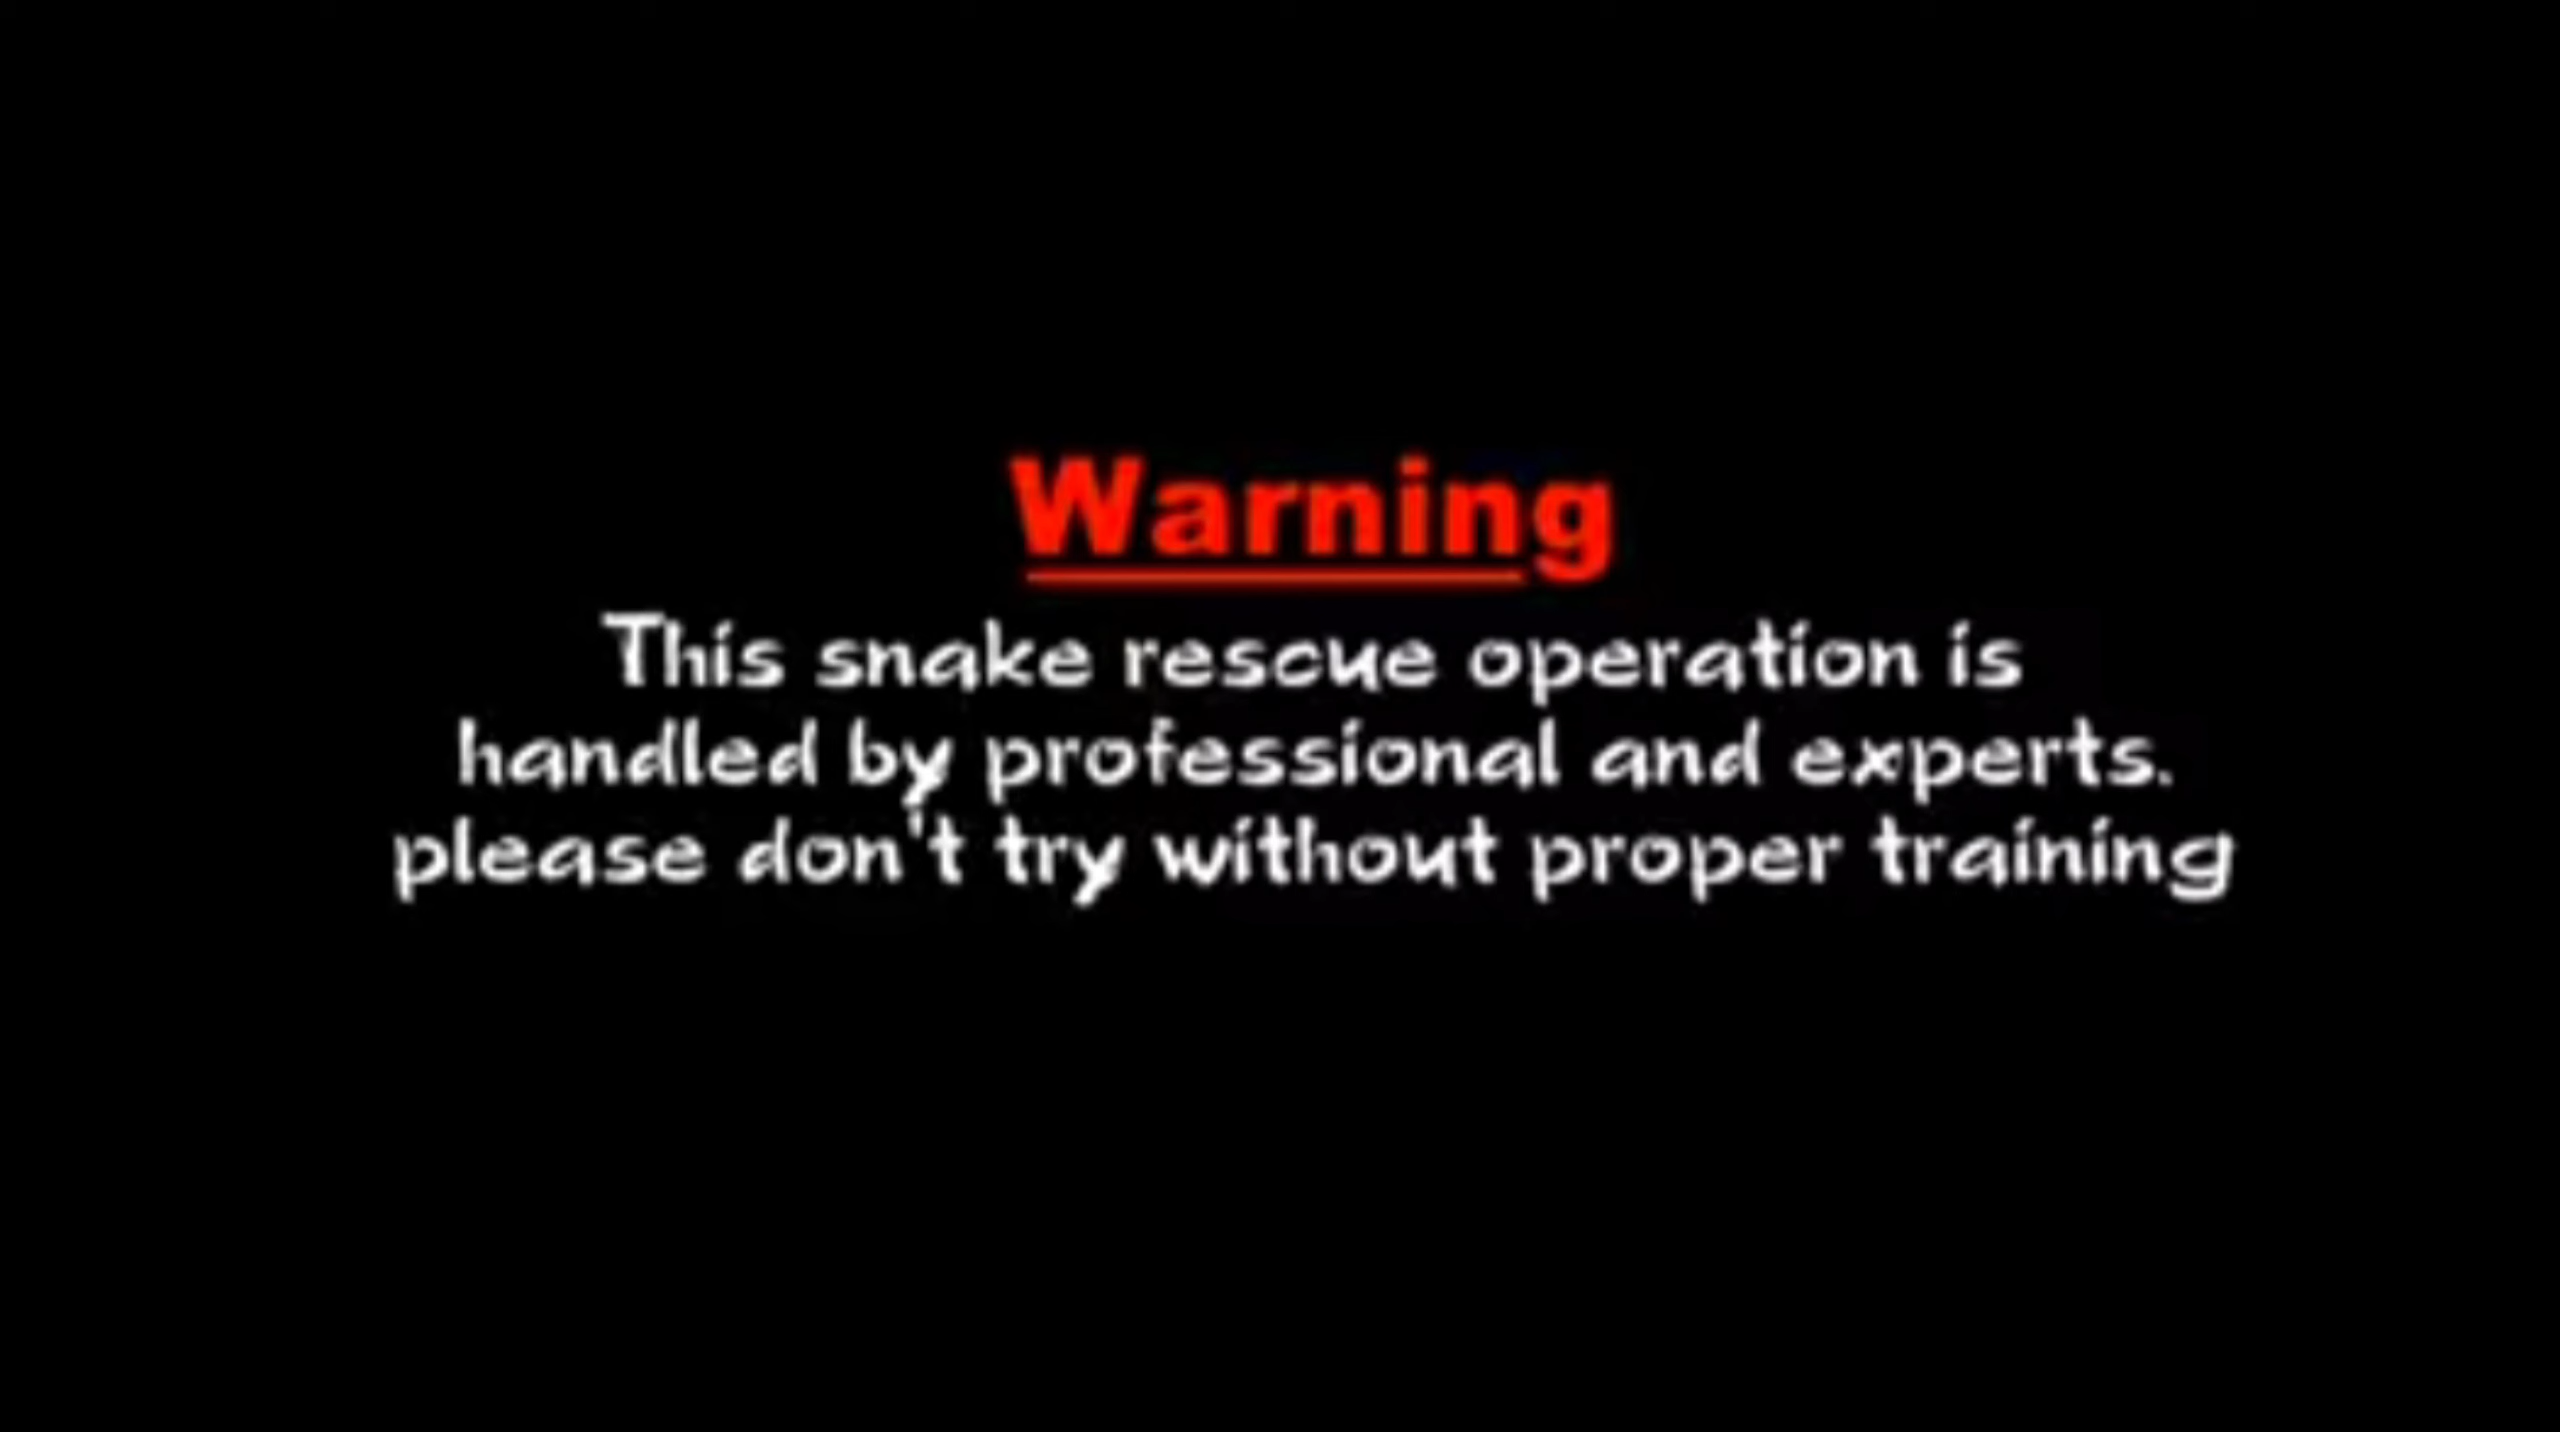 Warning
This snake rescue operation is
handled by professional and experts.
please don't try without proper training